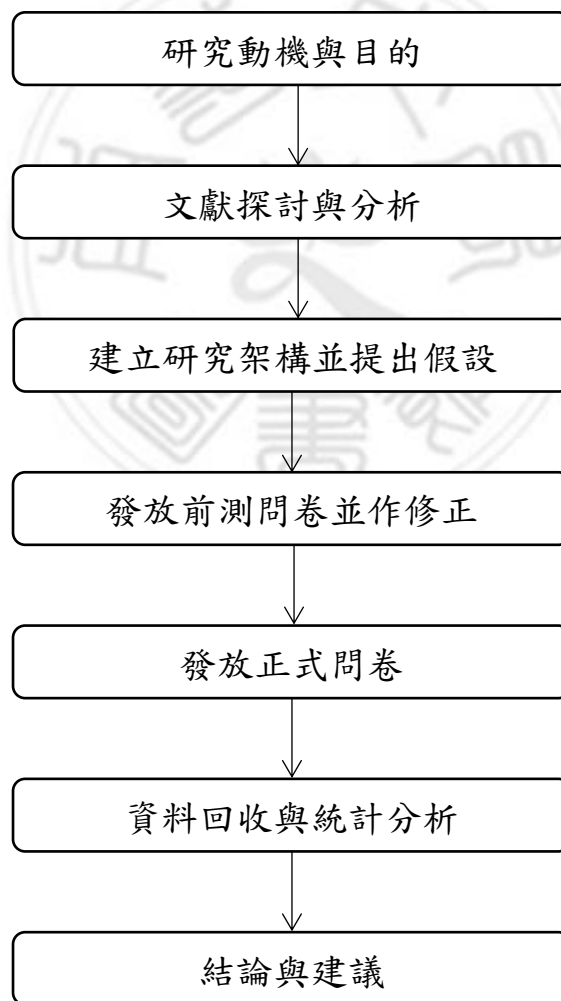 研究動機與目的
文獻探討與分析
建立研究架構並提出假設
發放前測問卷並作修正
發放正式問卷
資料回收與統計分析
結論與建議